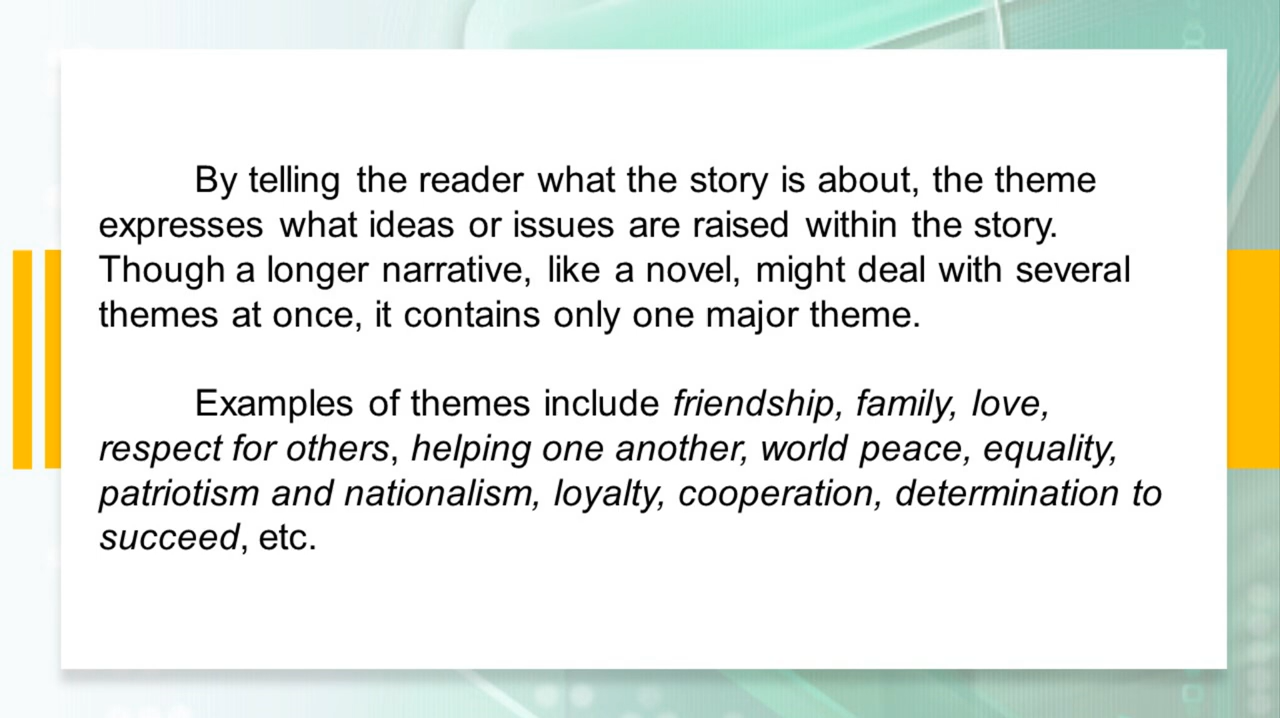 By telling the reader what the story is about, the theme
expresses what ideas or issues are raised within the story.
Though a longer narrative, like a novel, might deal with several
themes at once, it contains only one major theme.
Examples of themes include friendship, family, love,
respect for others, helping one another, world peace, equality,
patriotism and nationalism, loyalty, cooperation, determination to
succeed, etc.